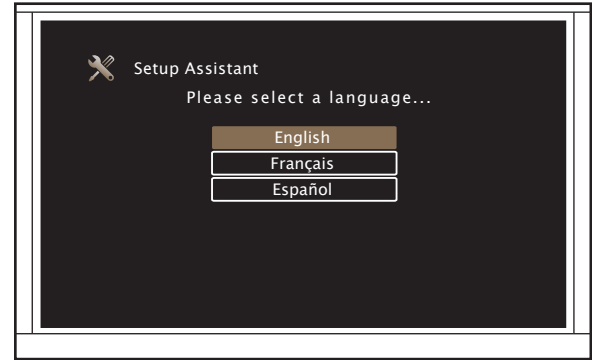 Setup Assistant
Please select a language...
English
Français
Español